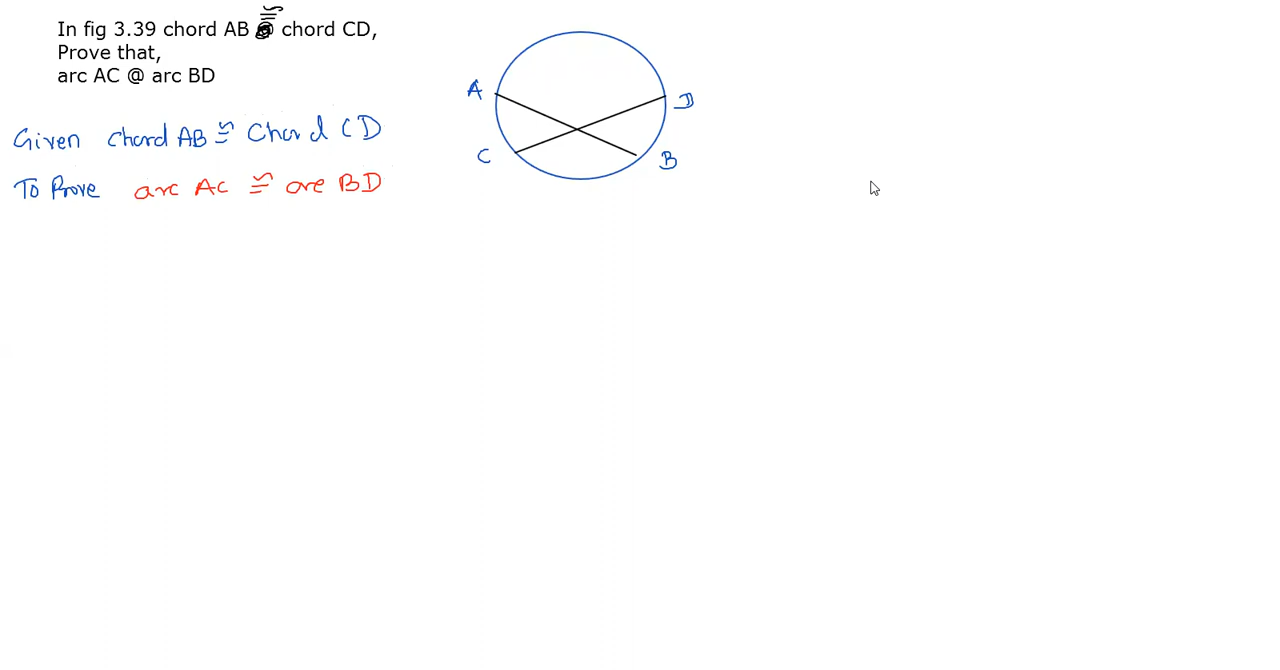 In fig 3.39 chord AB ≅ chord CD,
Prove that,
arc AC @ arc BD
Given chord AB ≅ Chord CD
To Prove arc AC ≅ arc BD
A
D
C
B